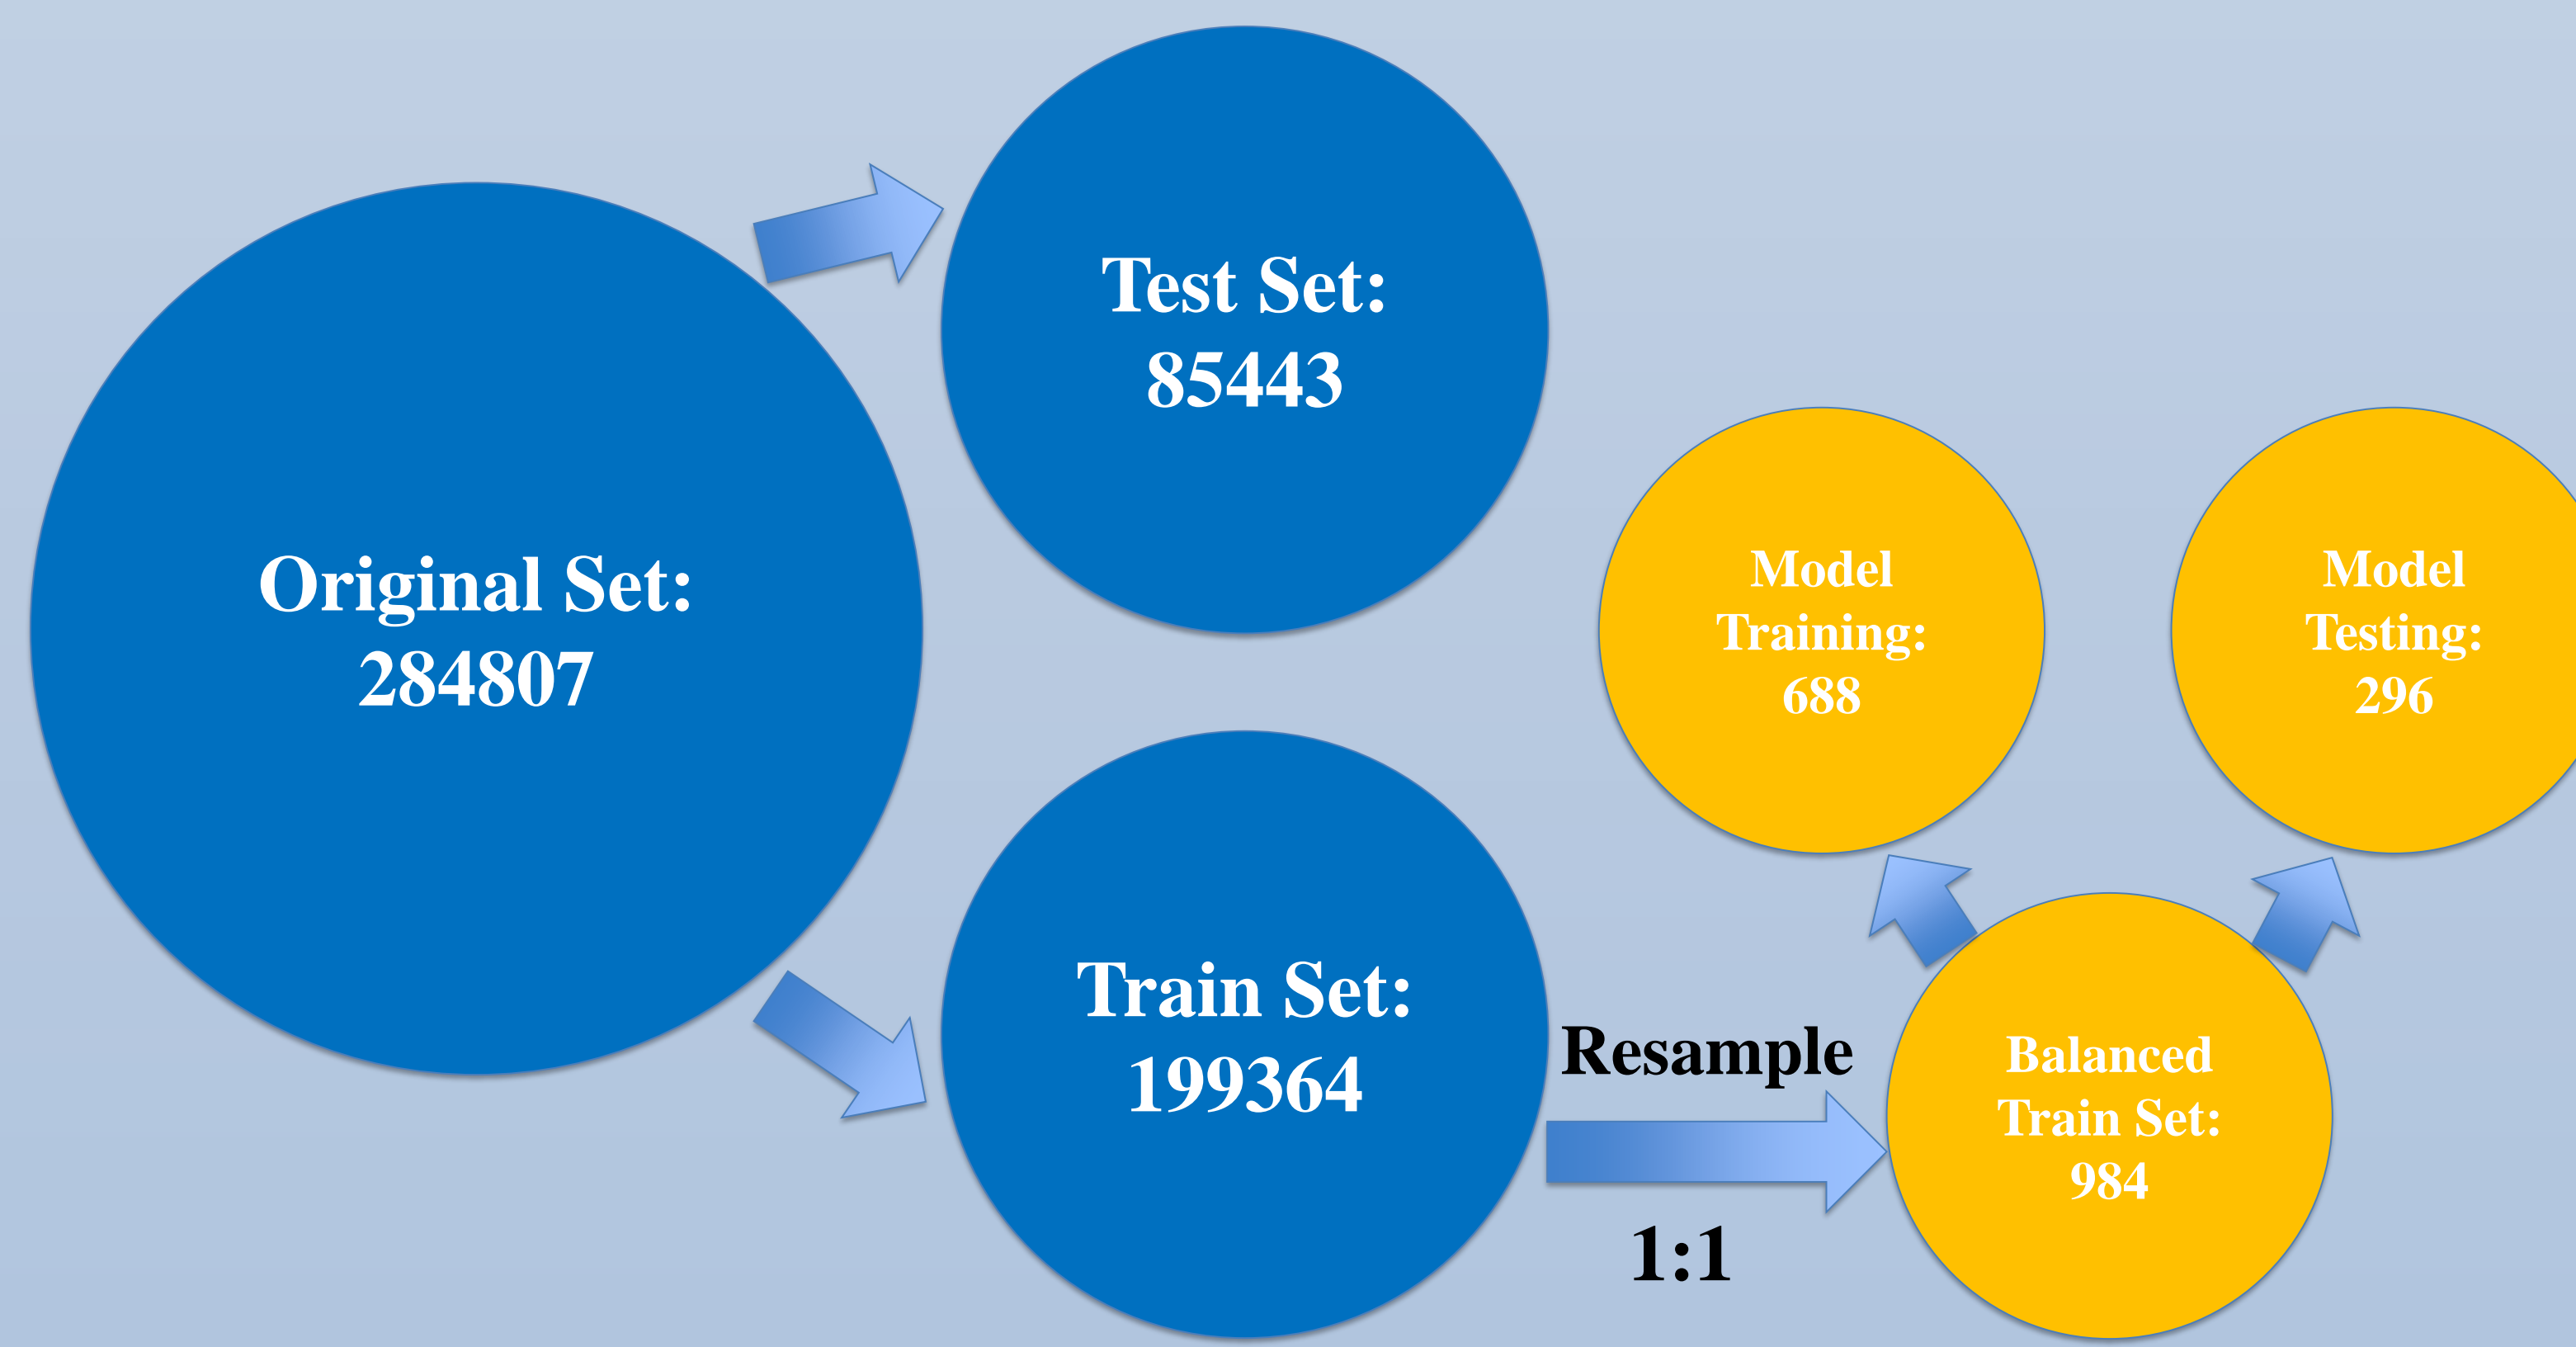 Original Set:
284807
Test Set:
85443
Train Set:
199364
Resample
1:1
Balanced
Train Set:
984
Model
Training:
688
Model
Testing:
296